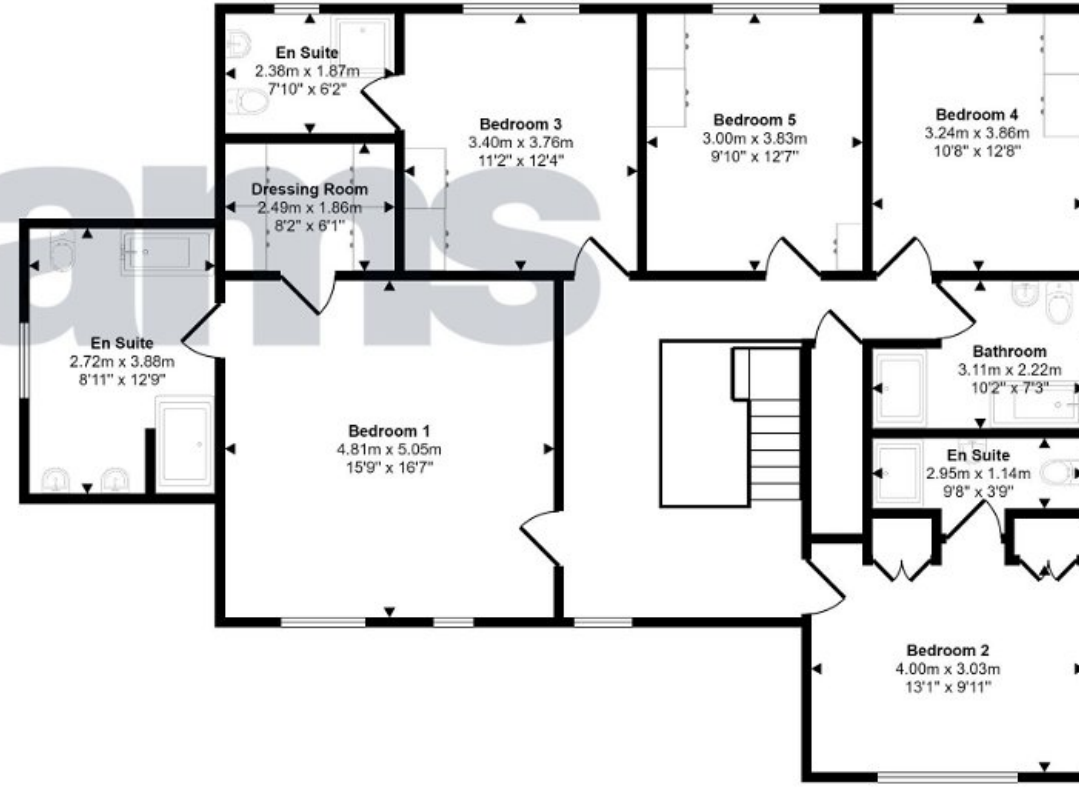 En Suite
2.38m x 1.87m
7'10" x 6'2"
Bedroom 3
3.40m x 3.76m
11'2" x 12'4"
Bedroom 5
3.00m x 3.83m
9'10" x 12'7"
Bedroom 4
3.24m x 3.86m
10'8" x 12'8"
Dressing Room
2.49m x 1.86m
8'2" x 6'1"
ams
En Suite
2.72m x 3.88m
8'11" x 12'9"
Bedroom 1
4.81m x 5.05m
15'9" x 16'7"
Bathroom
3.11m x 2.22m
10'2" x 7'3"
En Suite
2.95m x 1.14m
9'8" x 3'9"
Bedroom 2
4.00m x 3.03m
13'1" x 9'11"